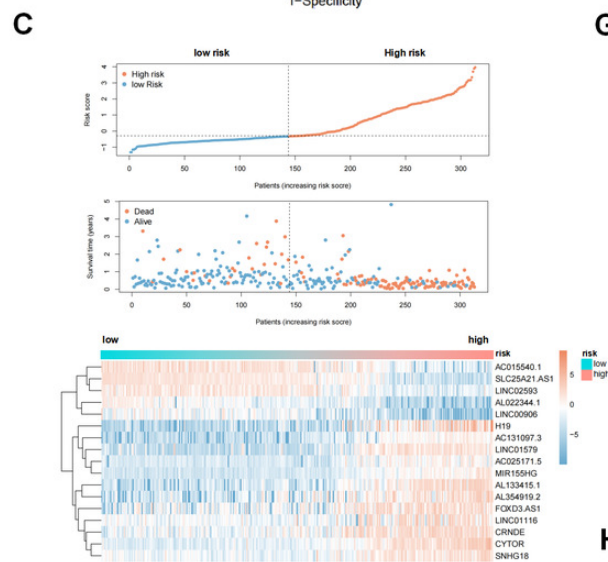 1-Specificity
C
G
low risk
High risk
High risk
low Risk
Risk score
4
3
2
1
0
-1
0
50
100
150
200
250
300
Patients (increasing risk socre)
Dead
Alive
Survival time (years)
5
4
3
2
1
0
0
50
100
150
200
250
300
Patients (increasing risk socre)
low
high
risk
risk
low
high
5
0
-5
AC015540.1
SLC25A21.AS1
LINC02593
AL022344.1
LINC00906
H19
AC131097.3
LINC01579
AC025171.5
MIR155HG
AL133415.1
AL354919.2
FOXD3.AS1
LINC01116
CRNDE
CYTOR
SNHG18
H